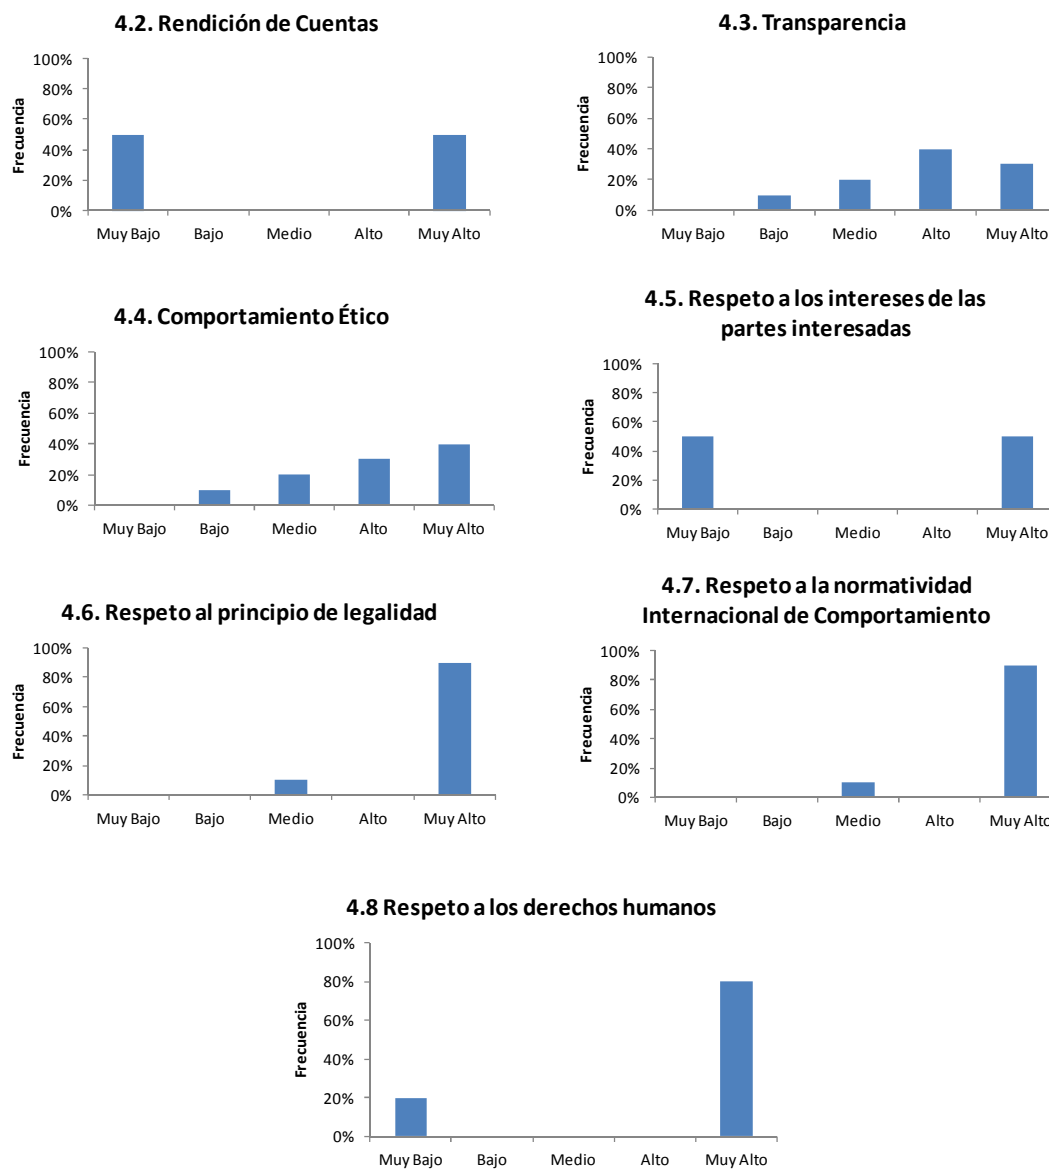 4.2. Rendición de Cuentas
100%
80%
60%
40%
20%
0%
Frecuencia
Muy Bajo Bajo Medio Alto Muy Alto
4.3. Transparencia
100%
80%
60%
40%
20%
0%
Frecuencia
Muy Bajo Bajo Medio Alto Muy Alto
4.4. Comportamiento Ético
100%
80%
60%
40%
20%
0%
Frecuencia
Muy Bajo Bajo Medio Alto Muy Alto
4.5. Respeto a los intereses de las
partes interesadas
100%
80%
60%
40%
20%
0%
Frecuencia
Muy Bajo Bajo Medio Alto Muy Alto
4.6. Respeto al principio de legalidad
100%
80%
60%
40%
20%
0%
Frecuencia
Muy Bajo Bajo Medio Alto Muy Alto
4.7. Respeto a la normatividad
Internacional de Comportamiento
100%
80%
60%
40%
20%
0%
Frecuencia
Muy Bajo Bajo Medio Alto Muy Alto
4.8 Respeto a los derechos humanos
100%
80%
60%
40%
20%
0%
Frecuencia
Muy Bajo Bajo Medio Alto Muy Alto